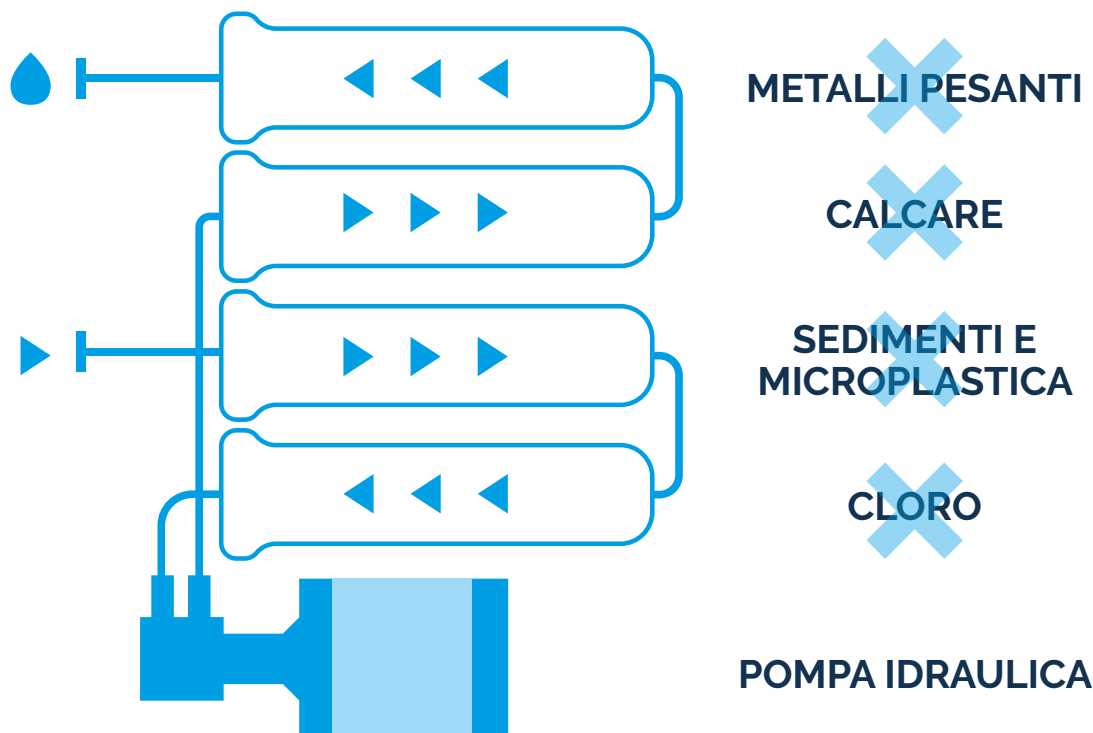 METALLI PESANTI
CALCARE
SEDIMENTI E
MICROPLASTICA
CLORO
POMPA IDRAULICA